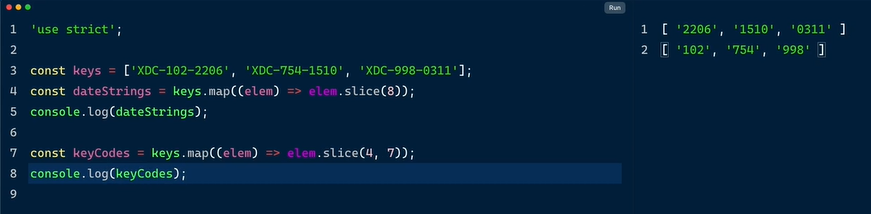 Run
1 'use strict';
2
3 const keys = ['XDC-102-2206', 'XDC-754-1510', 'XDC-998-0311'];
4 const dateStrings = keys.map((elem) => elem.slice(8));
5 console.log(dateStrings);
6
7 const keyCodes = keys.map((elem) => elem.slice(4, 7));
8 console.log(keyCodes);
9
1 [ '2206', '1510', '0311' ]
2 [ '102', '754', '998' ]